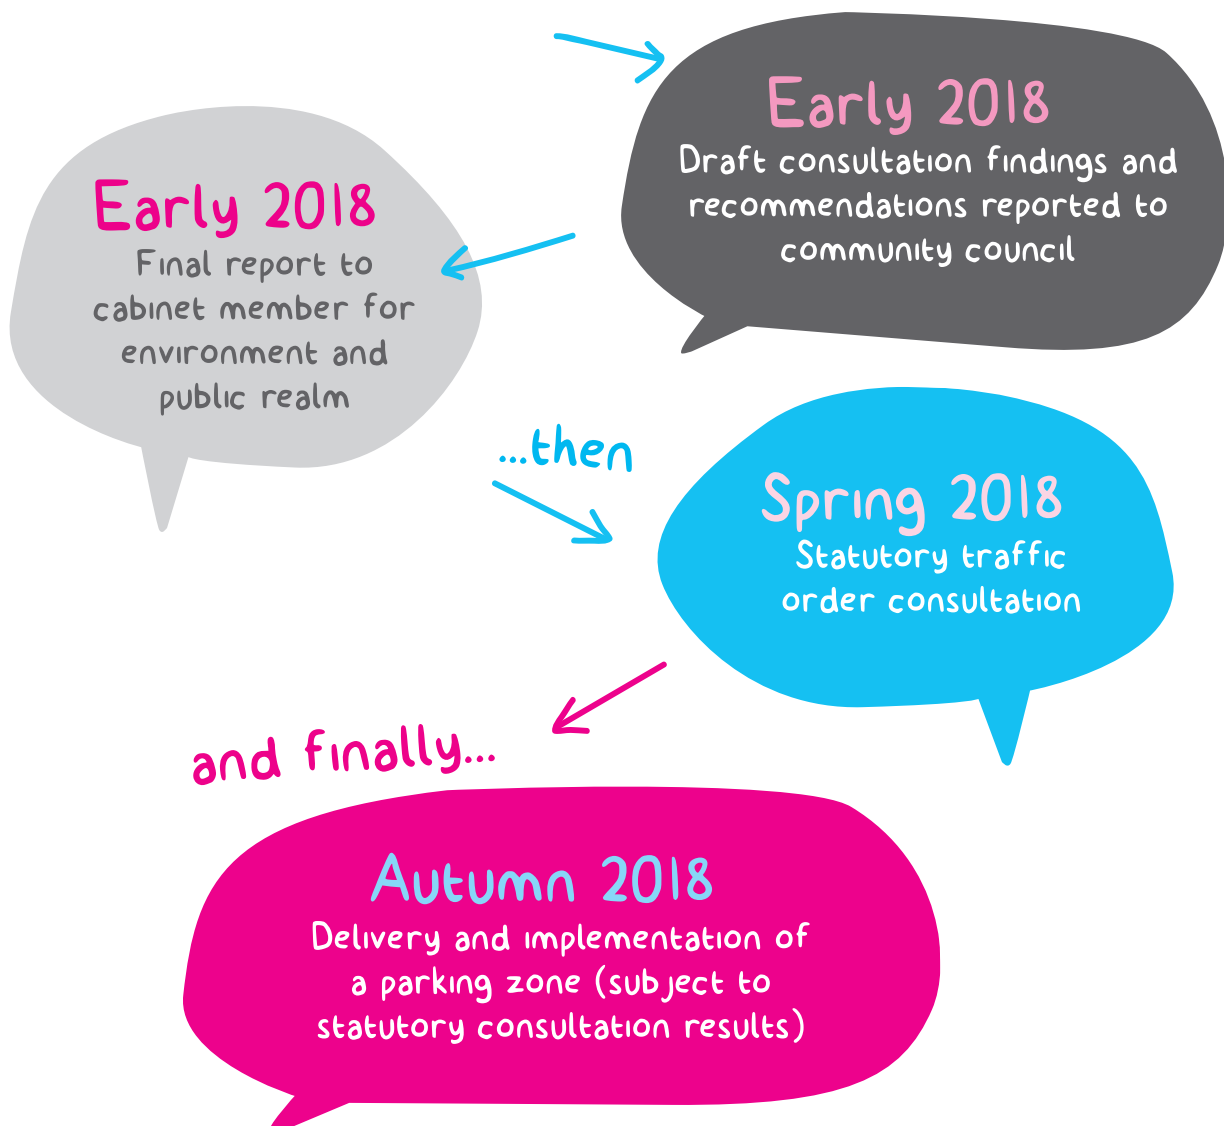 Early 2018
Draft consultation findings and
recommendations reported to
community council
Early 2018
Final report to
cabinet member for
environment and
public realm
...then
Spring 2018
Statutory traffic
order consultation
and finally...
Autumn 2018
Delivery and implementation of
a parking zone (subject to
statutory consultation results)